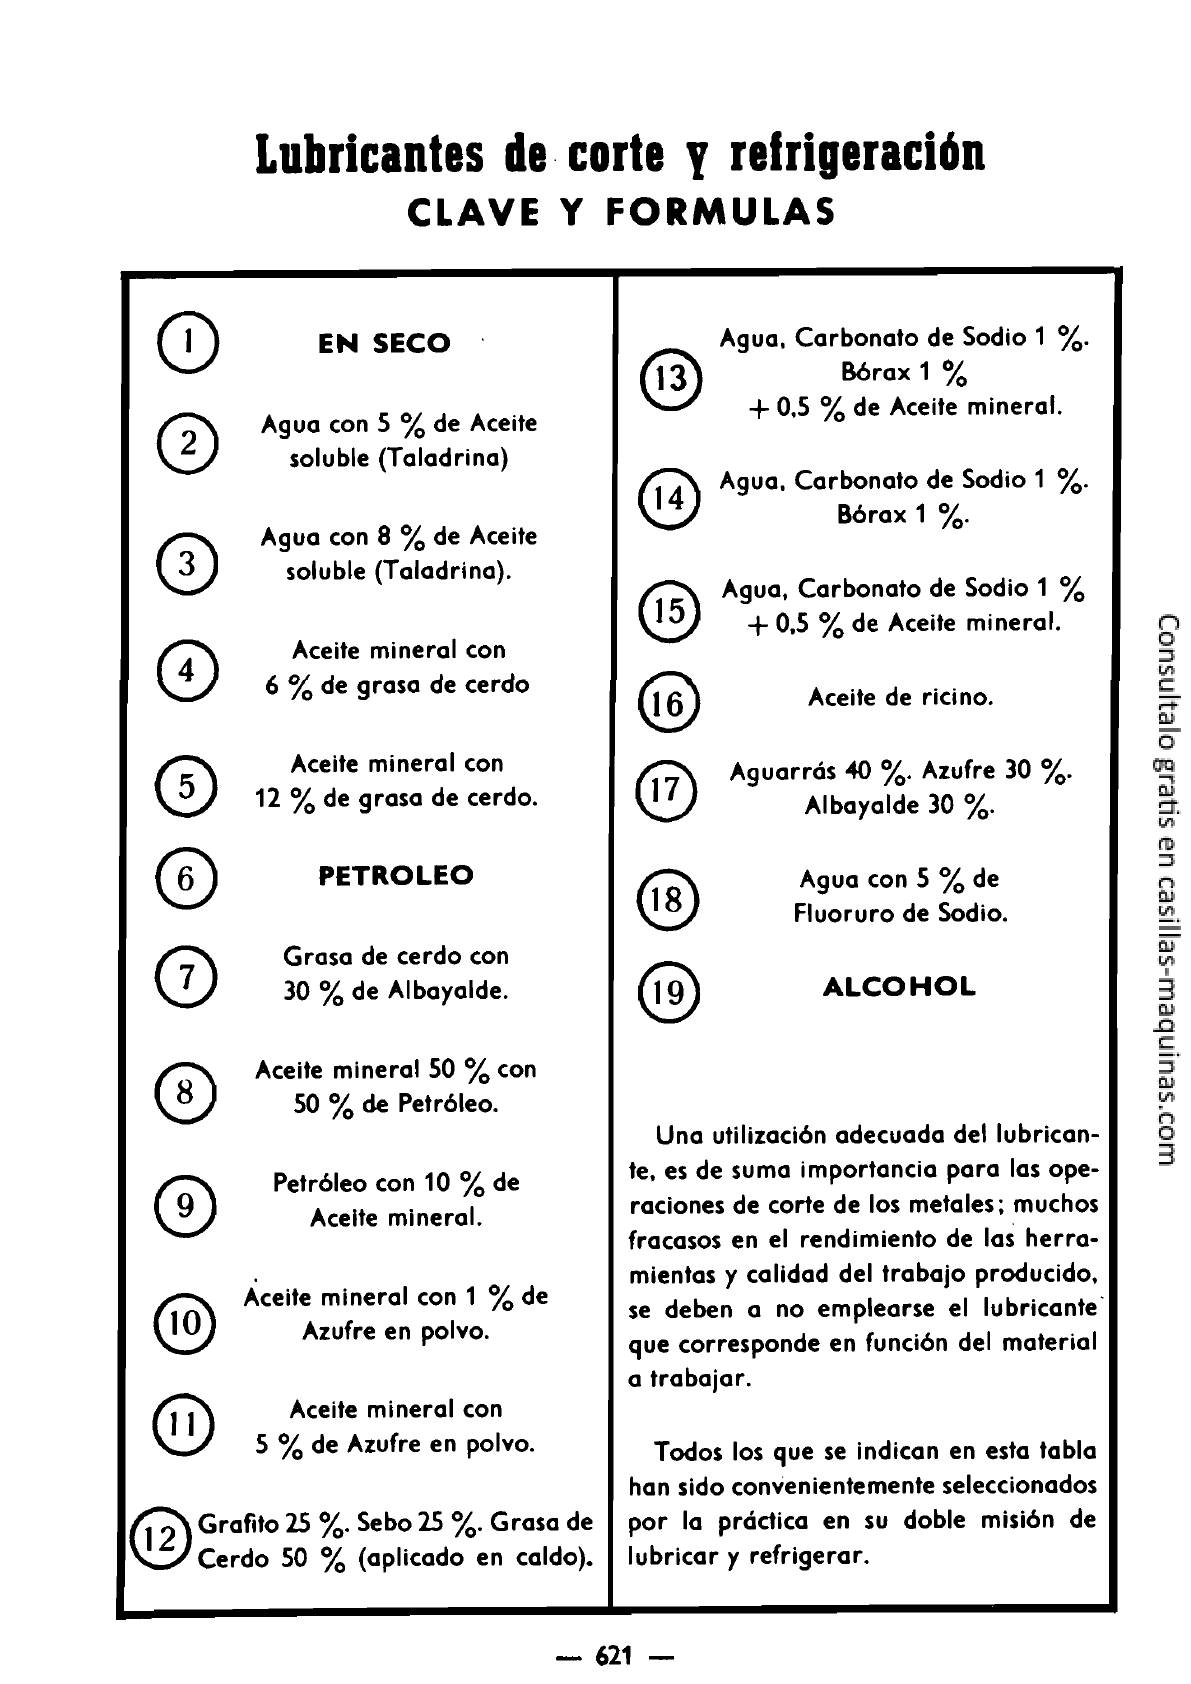 Lubricantes de corte y refrigeración
CLAVE Y FORMULAS
1 EN SECO
2 Agua con 5 % de Aceite
soluble (Taladrina)
3 Agua con 8 % de Aceite
soluble (Taladrina).
4 Aceite mineral con
6 % de grasa de cerdo
5 Aceite mineral con
12 % de grasa de cerdo.
6 PETROLEO
7 Grasa de cerdo con
30 % de Albayalde.
8 Aceite mineral 50 % con
50 % de Petróleo.
9 Petróleo con 10 % de
Aceite mineral.
10 Aceite mineral con 1 % de
Azufre en polvo.
11 Aceite mineral con
5 % de Azufre en polvo.
12 Grafito 25 %. Sebo 25 %. Grasa de
Cerdo 50 % (aplicado en caldo).
13 Agua, Carbonato de Sodio 1 %.
Bórax 1 %
+ 0,5 % de Aceite mineral.
14 Agua, Carbonato de Sodio 1 %.
Bórax 1 %.
15 Agua, Carbonato de Sodio 1 %
+ 0,5 % de Aceite mineral.
16 Aceite de ricino.
17 Aguarrás 40 %. Azufre 30 %.
Albayalde 30 %.
18 Agua con 5 % de
Fluoruro de Sodio.
19 ALCOHOL
Una utilización adecuada del lubrican-
te, es de suma importancia para las ope-
raciones de corte de los metales; muchos
fracasos en el rendimiento de las herra-
mientas y calidad del trabajo producido,
se deben a no emplearse el lubricante
que corresponde en función del material
a trabajar.
Todos los que se indican en esta tabla
han sido convenientemente seleccionados
por la práctica en su doble misión de
lubricar y refrigerar.
— 621 —
Consultalo gratis en casillas-maquinas.com